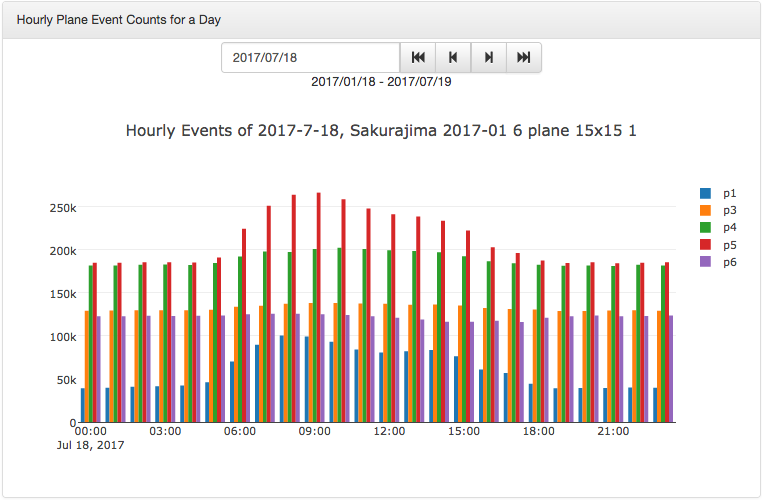 Hourly Plane Event Counts for a Day
2017/07/18
2017/01/18 - 2017/07/19
Hourly Events of 2017-7-18, Sakurajima 2017-01 6 plane 15x15 1
250k
200k
150k
100k
50k
0
00:00 03:00 06:00 09:00 12:00 15:00 18:00 21:00
Jul 18, 2017
p1
p3
p4
p5
p6